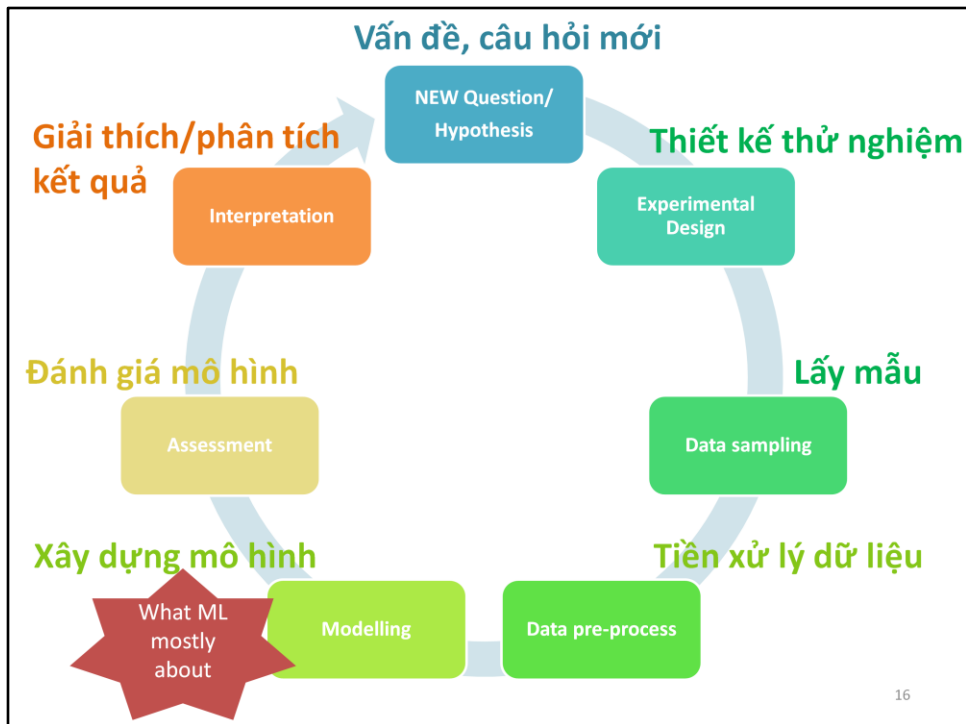 Vấn đề, câu hỏi mới
NEW Question/
Hypothesis
Thiết kế thử nghiệm
Experimental
Design
Lấy mẫu
Data sampling
Tiền xử lý dữ liệu
Data pre-process
Xây dựng mô hình
Modelling
What ML
mostly
about
Đánh giá mô hình
Assessment
Giải thích/phân tích
kết quả
Interpretation
16